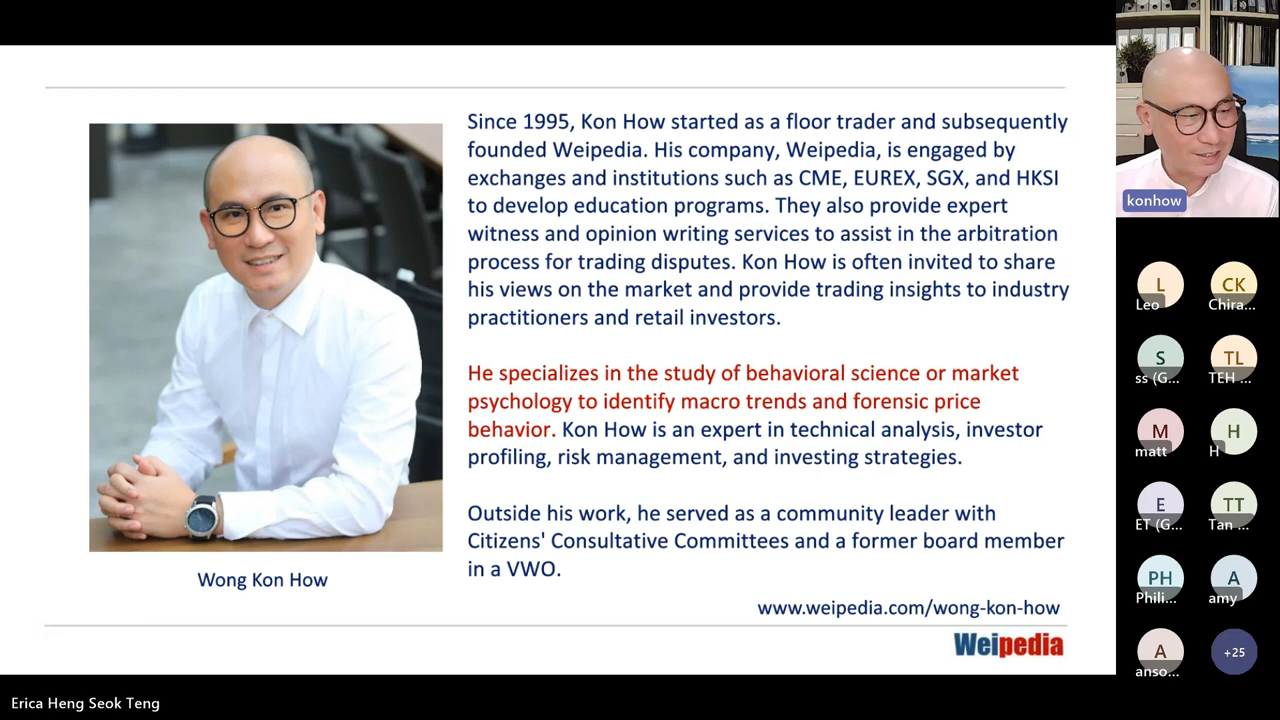 Since 1995, Kon How started as a floor trader and subsequently
founded Weipedia. His company, Weipedia, is engaged by
exchanges and institutions such as CME, EUREX, SGX, and HKSI
to develop education programs. They also provide expert
witness and opinion writing services to assist in the arbitration
process for trading disputes. Kon How is often invited to share
his views on the market and provide trading insights to industry
practitioners and retail investors.
He specializes in the study of behavioral science or market
psychology to identify macro trends and forensic price
behavior. Kon How is an expert in technical analysis, investor
profiling, risk management, and investing strategies.
Outside his work, he served as a community leader with
Citizens' Consultative Committees and a former board member
in a VWO.
Wong Kon How
www.weipedia.com/wong-kon-how
Weipedia
Erica Heng Seok Teng
konhow
L
Leo
CK
Chira...
S
ss (G...
TL
TEH ...
M
matt
H
H
E
ET (G...
TT
Tan ...
PH
Phili...
A
amy
A
anso...
+25